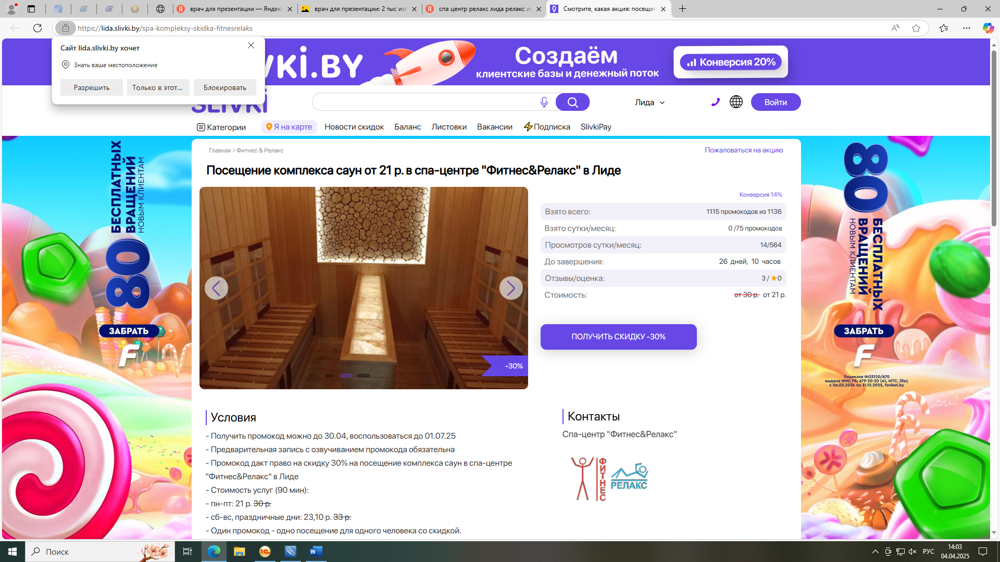 врач для презентации — Яндекс
врач для презентации: 2 тыс изо
спа центр релакс лида релакс ли
Смотрите, какая акция: посещен
https://lida.slivki.by/spa-kompleksy-skidka-fitnesrelaks
Сайт lida.slivki.by хочет
Знать ваше местоположение
Разрешить
Только в этот...
Блокировать
VKI.BY
Создаём
клиентские базы и денежный поток
Конверсия 20%
SLIVKI
Лида
Войти
Категории
Я на карте
Новости скидок
Баланс
Листовки
Вакансии
Подписка
SlivkiPay
Главная > Фитнес & Релакс
Пожаловаться на акцию
Посещение комплекса саун от 21 р. в спа-центре "Фитнес&Релакс" в Лиде
Конверсия 14%
Взято всего: 1115 промокодов из 1136
Взято сутки/месяц: 0 /75 промокодов
Просмотров сутки/месяц: 14/564
До завершения: 26 дней, 10 часов
Отзывы/оценка: 3 / ★0
Стоимость: от 30 р. от 21 р.
ПОЛУЧИТЬ СКИДКУ -30%
-30%
80
БЕСПЛАТНЫХ
ВРАЩЕНИЙ
НОВЫМ КЛИЕНТАМ
ЗАБРАТЬ
F
80
БЕСПЛАТНЫХ
ВРАЩЕНИЙ
НОВЫМ КЛИЕНТАМ
ЗАБРАТЬ
F
Лицензия №33120/670
выдана МНС РБ; 679-20-20 (А1, МТС, life);
с 06.03.2024 по 31.12.2025, fonbet.by
Условия
- Получить промокод можно до 30.04, воспользоваться до 01.07.25
- Предварительная запись с озвучиванием промокода обязательна
- Промокод дакт право на скидку 30% на посещение комплекса саун в спа-центре
"Фитнес&Релакс" в Лиде
- Стоимость услуг (90 мин):
- пн-пт: 21 р. 30 р.
- сб-вс, праздничные дни: 23,10 р. 33 р.
- Один промокод - одно посещение для одного человека со скидкой.
Контакты
Спа-центр "Фитнес&Релакс"
ФИТНЕС
РЕЛАКС
Поиск
РУС
14:03
04.04.2025